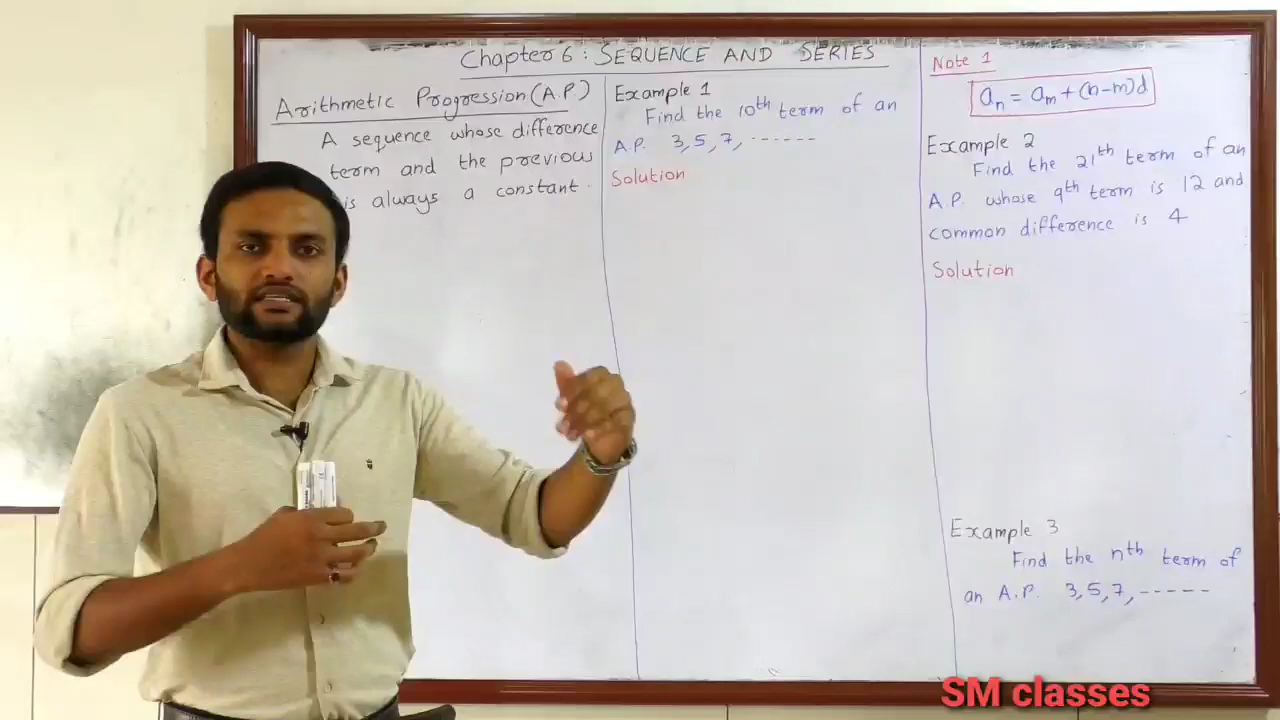 Chapter 6 : SEQUENCE AND SERIES
Arithmetic Progression (A.P)
A sequence whose difference
term and the previous
is always a constant.
Example 1
Find the 10th term of an
A.P. 3, 5, 7, ------
Solution
Note 1
an = am + (n-m)d
Example 2
Find the 21th term of an
A.P. whose 9th term is 12 and
common difference is 4
Solution
Example 3
Find the nth term of
an A.P. 3, 5, 7, -----
SM classes